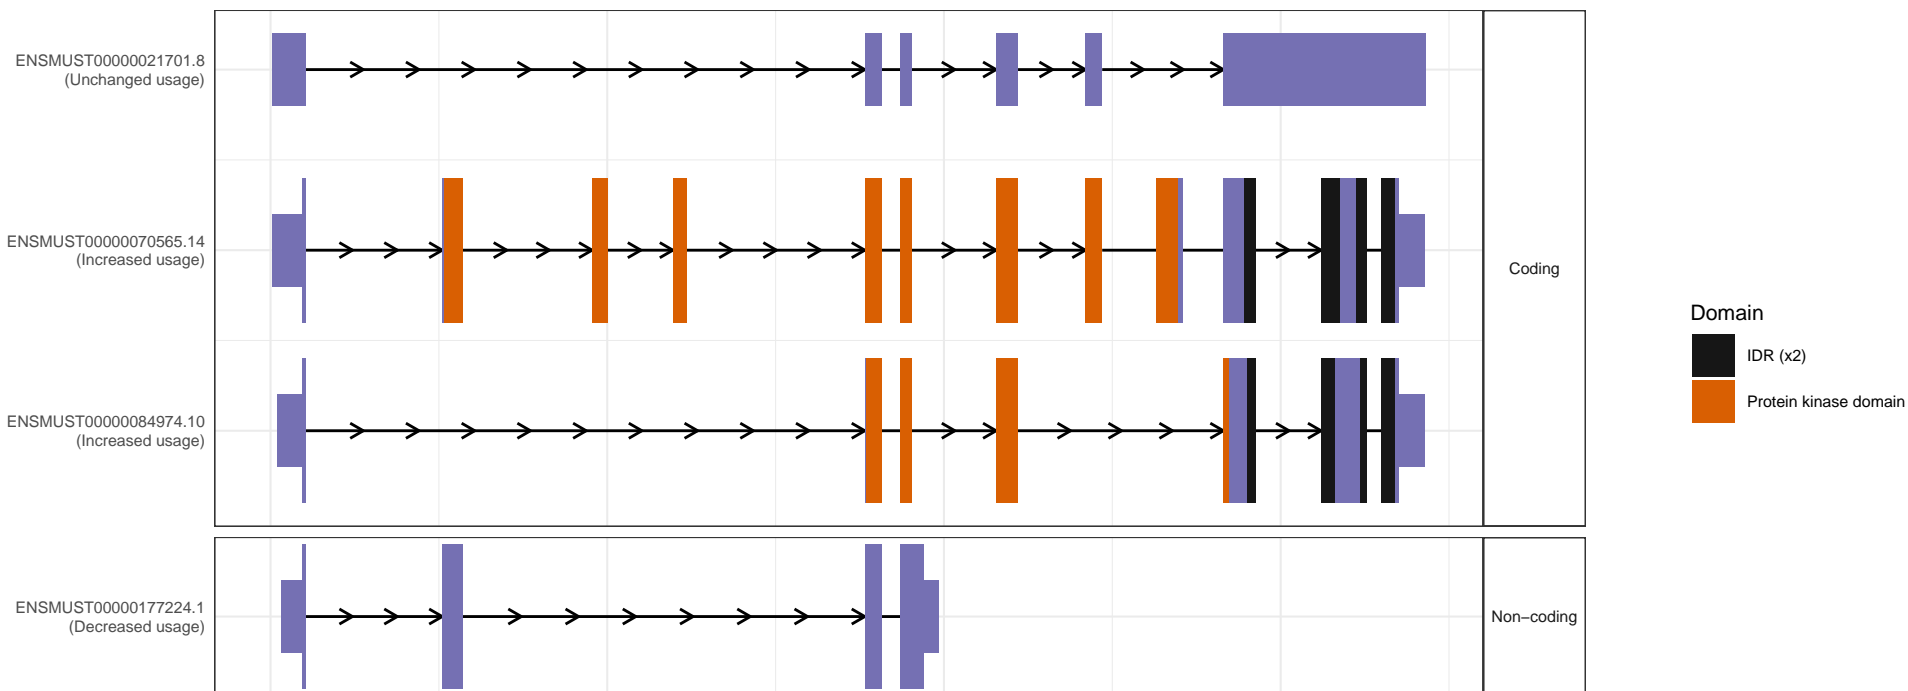 ENSMUST00000021701.8
(Unchanged usage)
ENSMUST00000070565.14
(Increased usage)
ENSMUST00000084974.10
(Increased usage)
Coding
ENSMUST00000177224.1
(Decreased usage)
Non−coding
Domain
IDR (x2)
Protein kinase domain